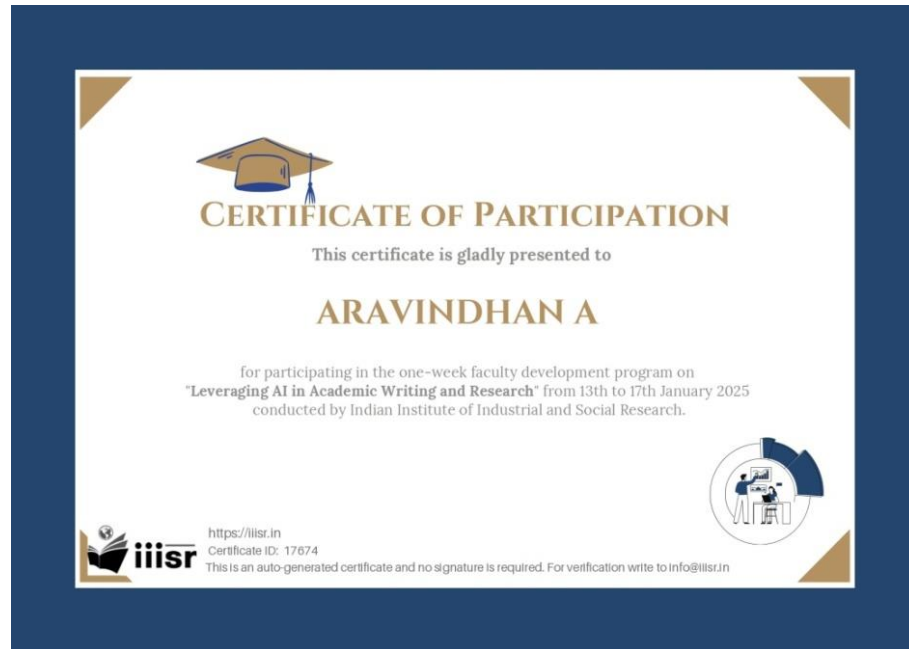 CERTIFICATE OF PARTICIPATION
This certificate is gladly presented to
ARAVINDHAN A
for participating in the one-week faculty development program on
"Leveraging AI in Academic Writing and Research" from 13th to 17th January 2025
conducted by Indian Institute of Industrial and Social Research.
iiisr
https://iiisr.in
Certificate ID: 17674
This is an auto-generated certificate and no signature is required. For verification write to info@iiisr.in